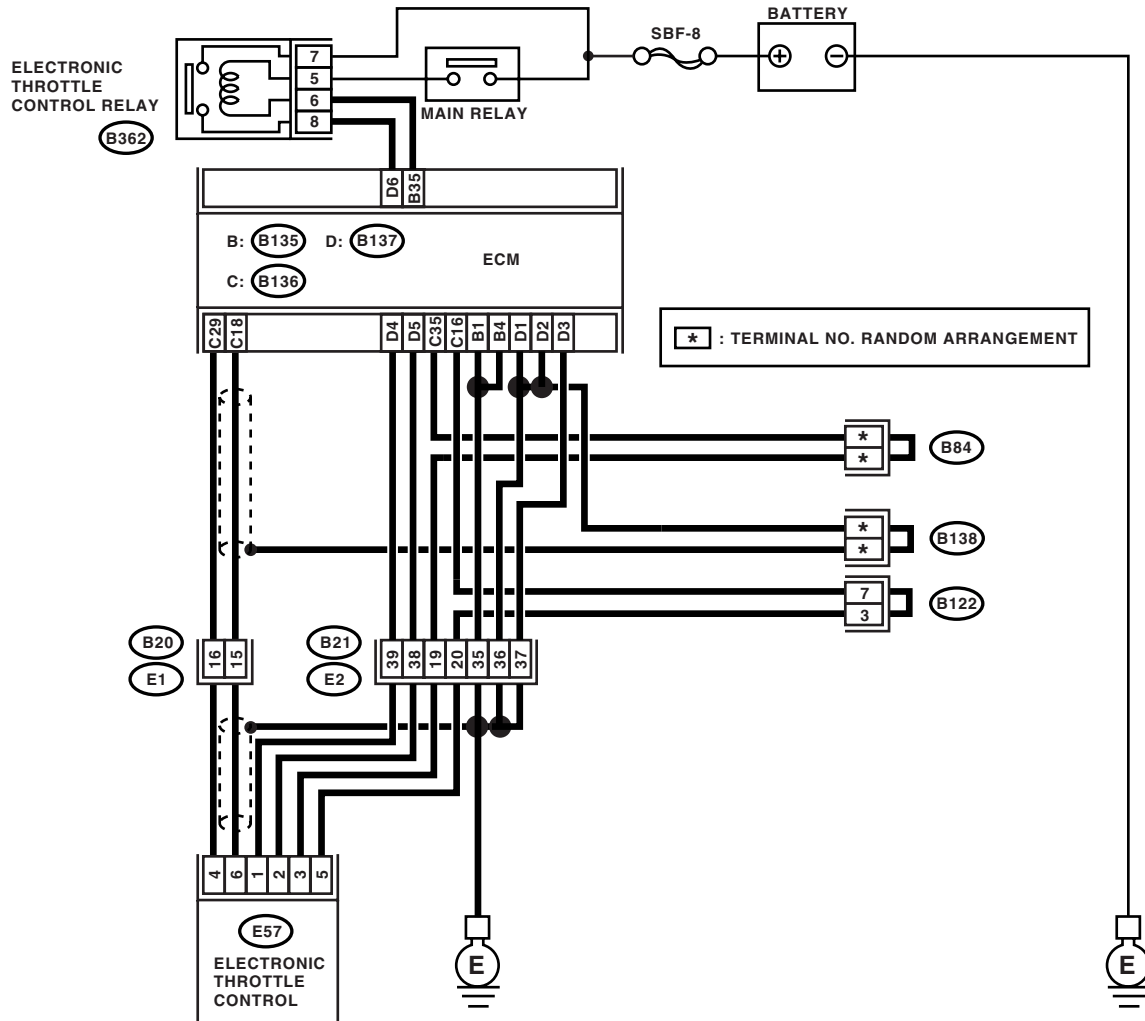 BATTERY
SBF-8
ELECTRONIC
THROTTLE
CONTROL RELAY
B362
7
5
6
8
MAIN RELAY
D6
B35
B: B135 D: B137
C: B136
ECM
C29
C18
D4
D5
C35
C16
B1
B4
D1
D2
D3
* : TERMINAL NO. RANDOM ARRANGEMENT
*
*
B84
*
*
B138
7
3
B122
B20
E1
16
15
B21
E2
39
38
19
20
35
36
37
4
6
1
2
3
5
E57
ELECTRONIC
THROTTLE
CONTROL
E
E